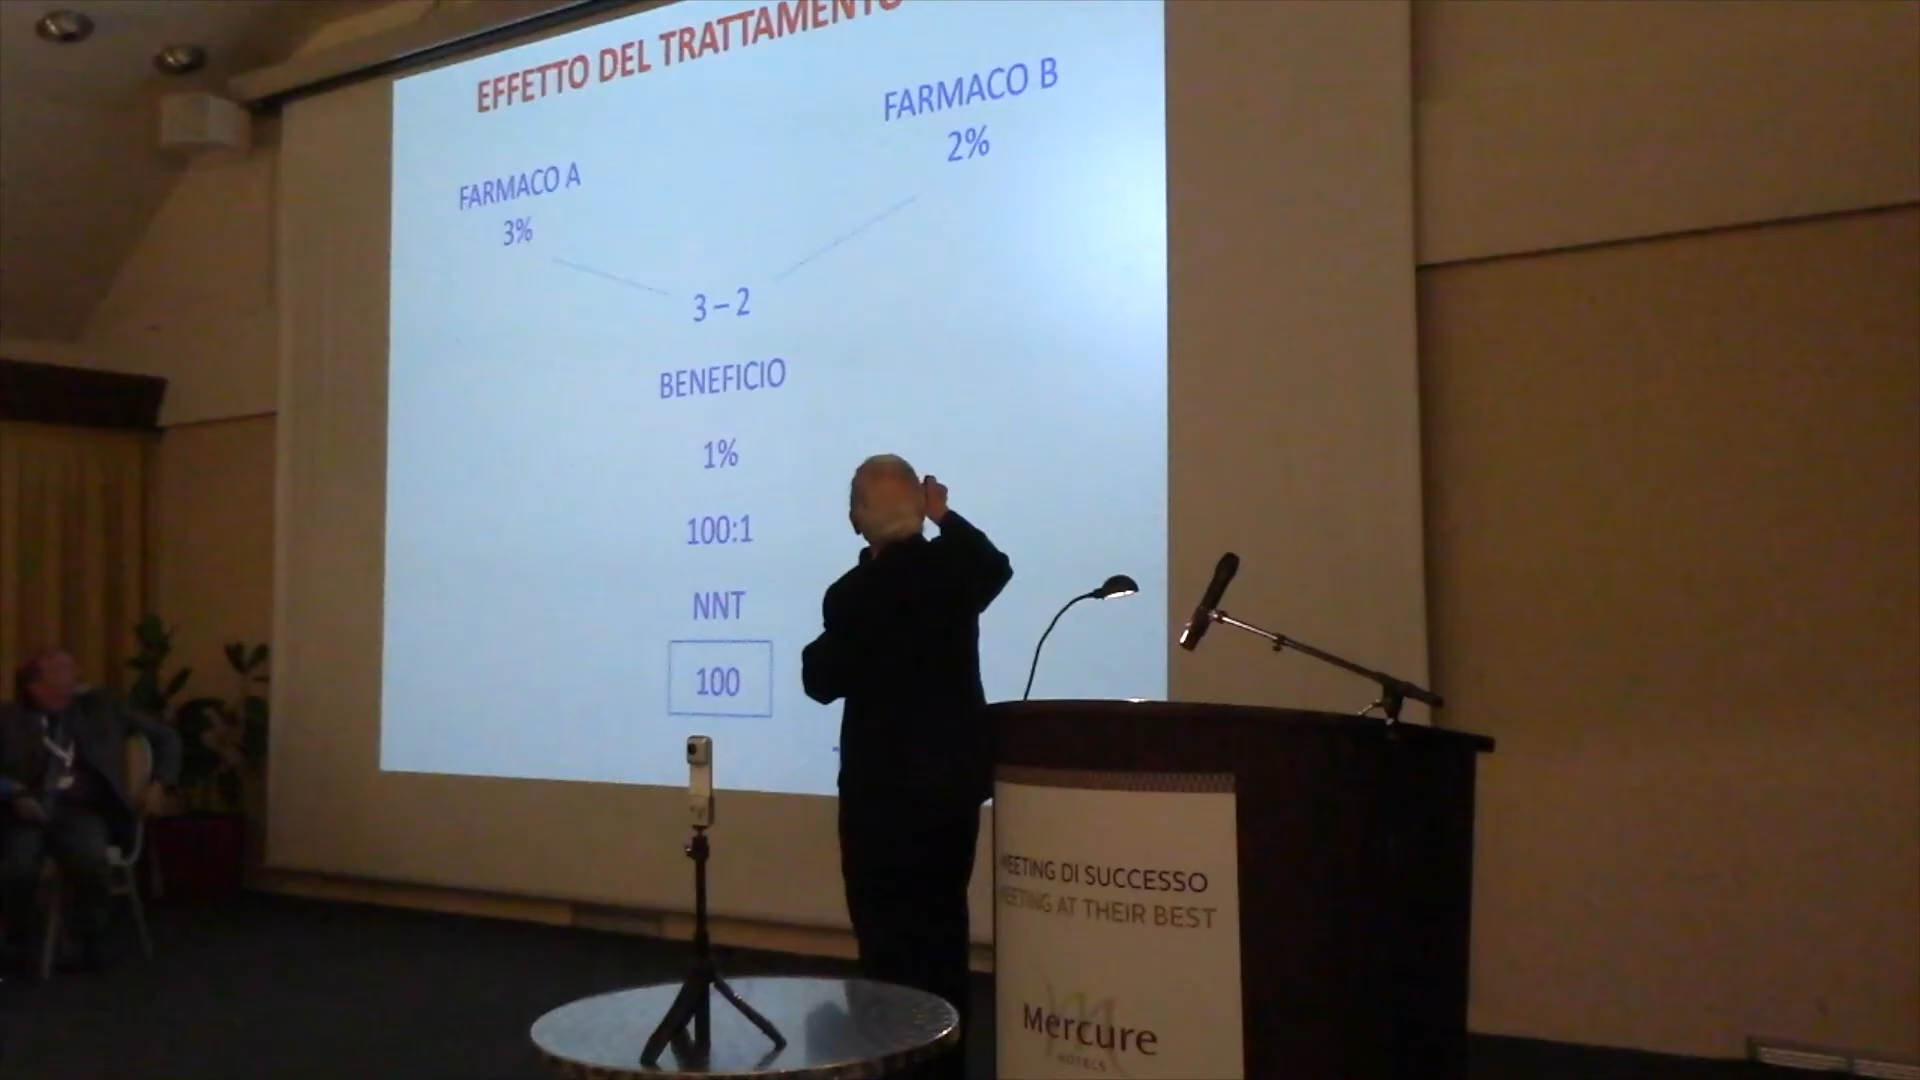 EFFETTO DEL TRATTAMENTO
FARMACO A
3%
FARMACO B
2%
3 – 2
BENEFICIO
1%
100:1
NNT
100
MEETING DI SUCCESSO
MEETING AT THEIR BEST
Mercure
HOTELS